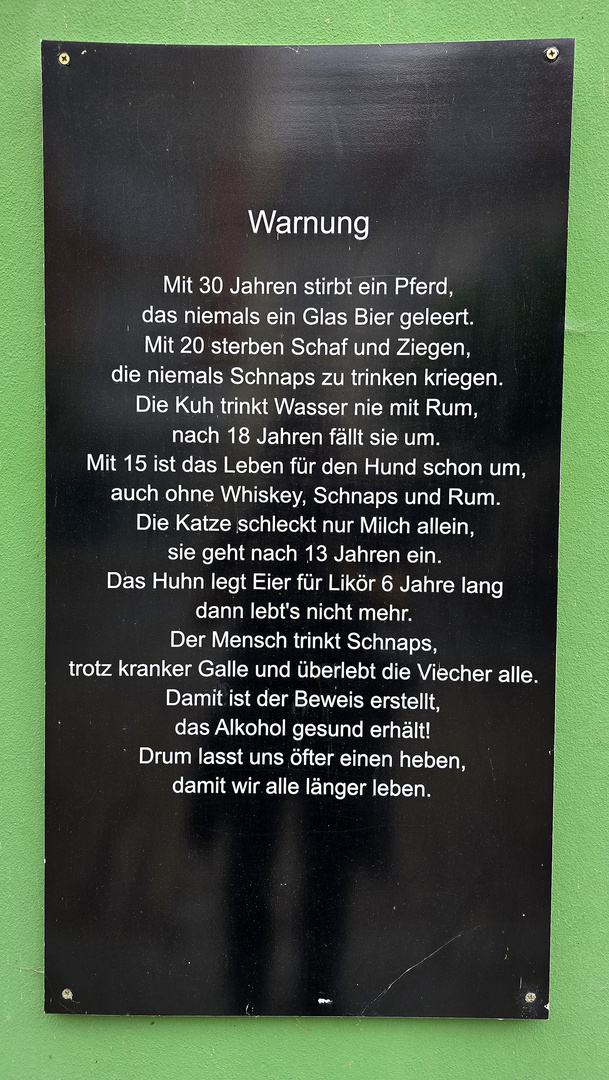 Warnung
Mit 30 Jahren stirbt ein Pferd,
das niemals ein Glas Bier geleert.
Mit 20 sterben Schaf und Ziegen,
die niemals Schnaps zu trinken kriegen.
Die Kuh trinkt Wasser nie mit Rum,
nach 18 Jahren fällt sie um.
Mit 15 ist das Leben für den Hund schon um,
auch ohne Whiskey, Schnaps und Rum.
Die Katze schleckt nur Milch allein,
sie geht nach 13 Jahren ein.
Das Huhn legt Eier für Likör 6 Jahre lang
dann lebt's nicht mehr.
Der Mensch trinkt Schnaps,
trotz kranker Galle und überlebt die Viecher alle.
Damit ist der Beweis erstellt,
das Alkohol gesund erhält!
Drum lasst uns öfter einen heben,
damit wir alle länger leben.